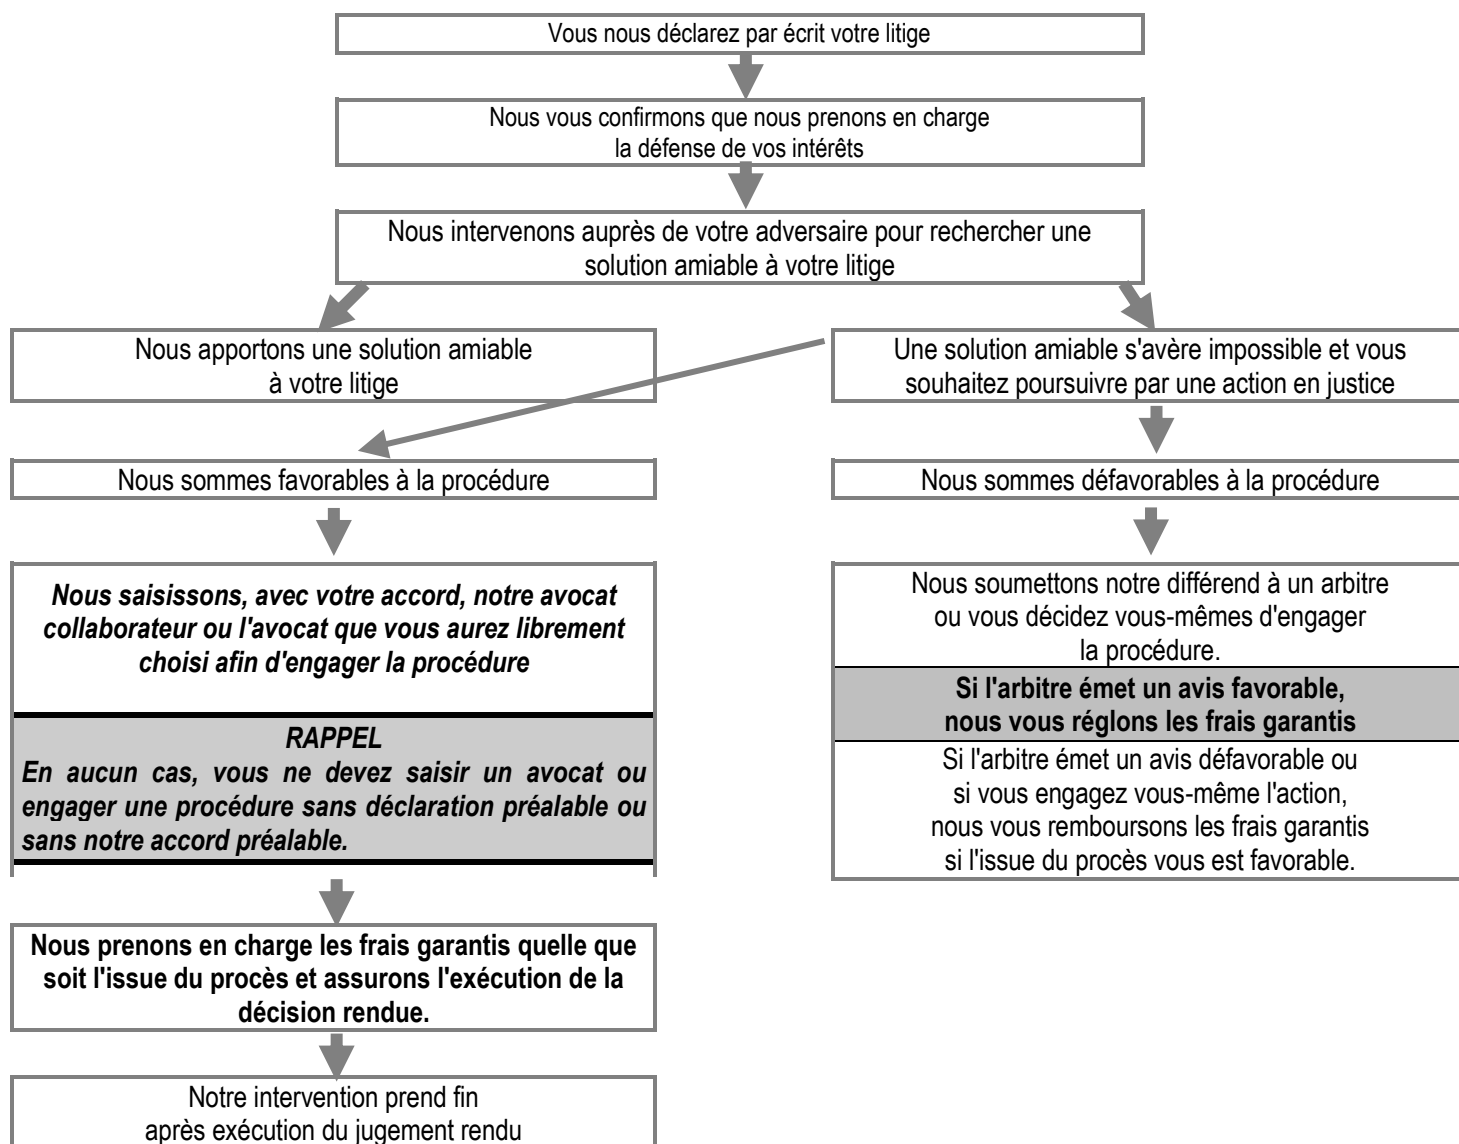 Vous nous déclarez par écrit votre litige
Nous vous confirmons que nous prenons en charge
la défense de vos intérêts
Nous intervenons auprès de votre adversaire pour rechercher une
solution amiable à votre litige
Nous apportons une solution amiable
à votre litige
Une solution amiable s'avère impossible et vous
souhaitez poursuivre par une action en justice
Nous sommes favorables à la procédure
Nous sommes défavorables à la procédure
Nous saisissons, avec votre accord, notre avocat
collaborateur ou l'avocat que vous aurez librement
choisi afin d'engager la procédure
RAPPEL
En aucun cas, vous ne devez saisir un avocat ou
engager une procédure sans déclaration préalable ou
sans notre accord préalable.
Nous soumettons notre différend à un arbitre
ou vous décidez vous-mêmes d'engager
la procédure.
Si l'arbitre émet un avis favorable,
nous vous réglons les frais garantis
Si l'arbitre émet un avis défavorable ou
si vous engagez vous-même l'action,
nous vous remboursons les frais garantis
si l'issue du procès vous est favorable.
Nous prenons en charge les frais garantis quelle que
soit l'issue du procès et assurons l'exécution de la
décision rendue.
Notre intervention prend fin
après exécution du jugement rendu